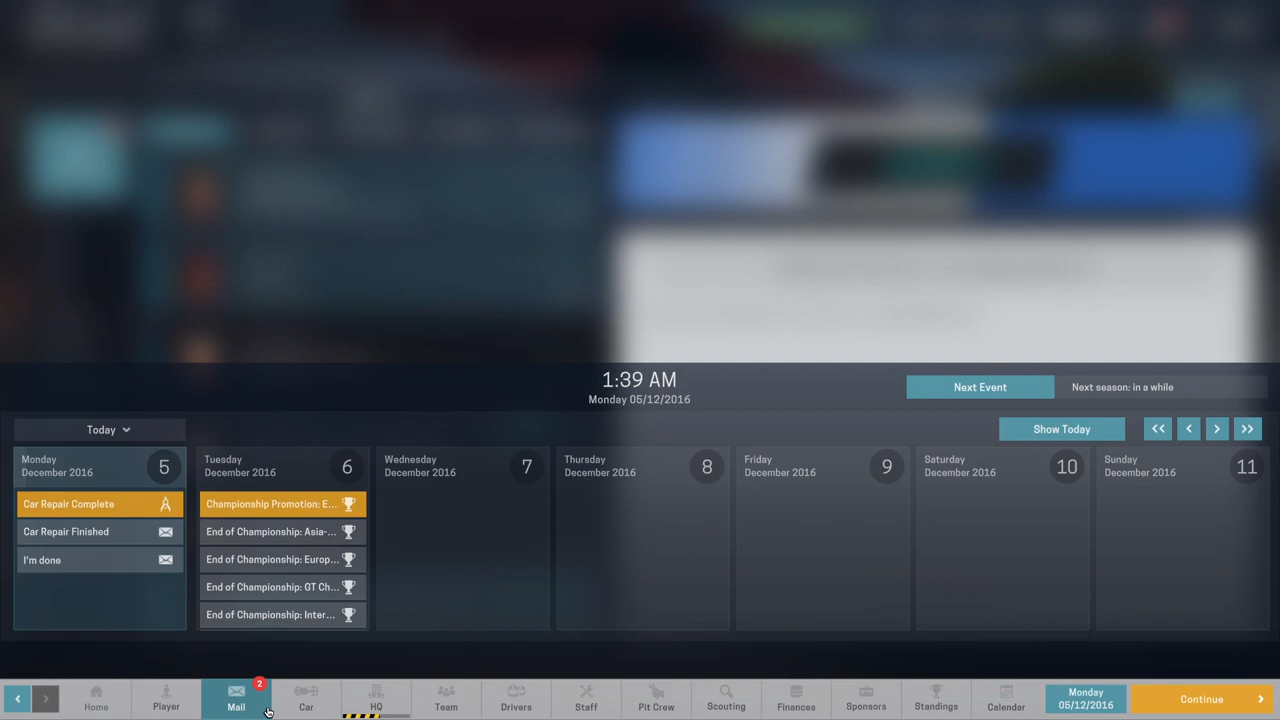 1:39 AM
Monday 05/12/2016
Next Event
Next season: in a while
Today
Show Today
<< < > >>
Monday
December 2016
5
Car Repair Complete
Car Repair Finished
I'm done
Tuesday
December 2016
6
Championship Promotion: E...
End of Championship: Asia-...
End of Championship: Europ...
End of Championship: GT Ch...
End of Championship: Inter...
Wednesday
December 2016
7
Thursday
December 2016
8
Friday
December 2016
9
Saturday
December 2016
10
Sunday
December 2016
11
< >
Home
Player
Mail
2
Car
HQ
Team
Drivers
Staff
Pit Crew
Scouting
Finances
Sponsors
Standings
Calendar
Monday
05/12/2016
Continue >